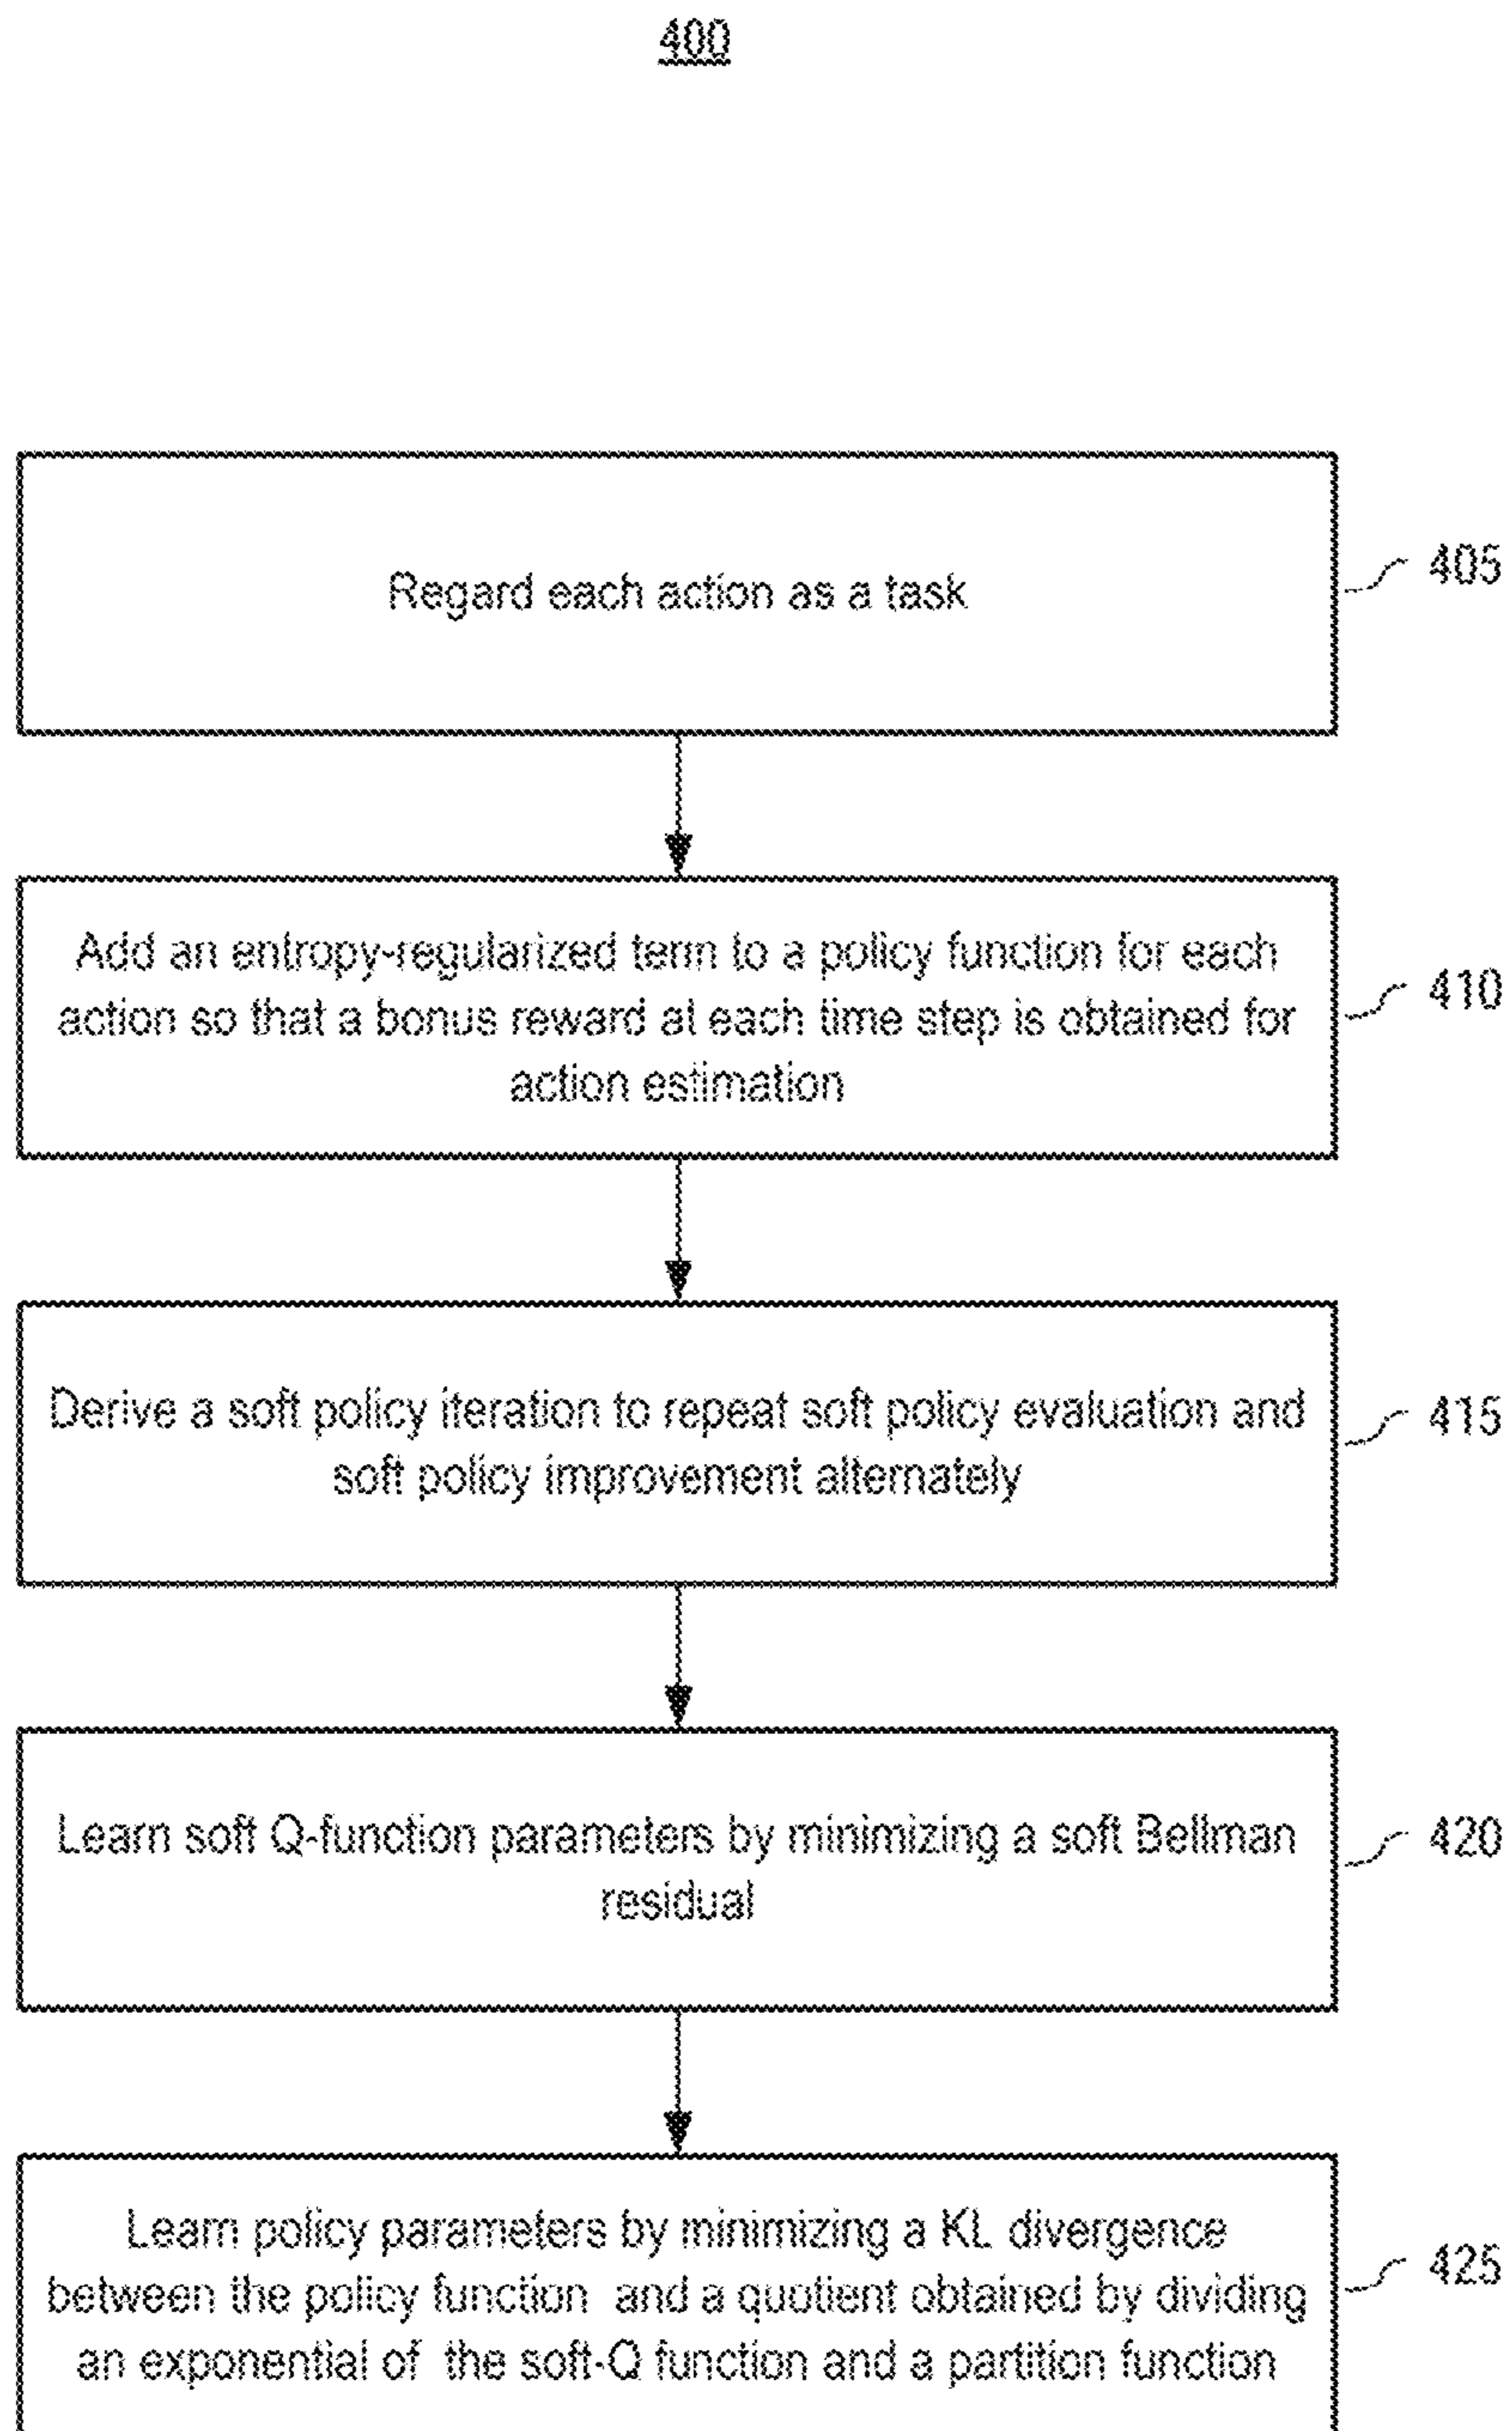 400
Regard each action as a task
405
Add an entropy-regularized term to a policy function for each
action so that a bonus reward at each time step is obtained for
action estimation
410
Derive a soft policy iteration to repeat soft policy evaluation and
soft policy improvement alternately
415
Learn soft Q-function parameters by minimizing a soft Bellman
residual
420
Learn policy parameters by minimizing a KL divergence
between the policy function and a quotient obtained by dividing
an exponential of the soft-Q function and a partition function
425